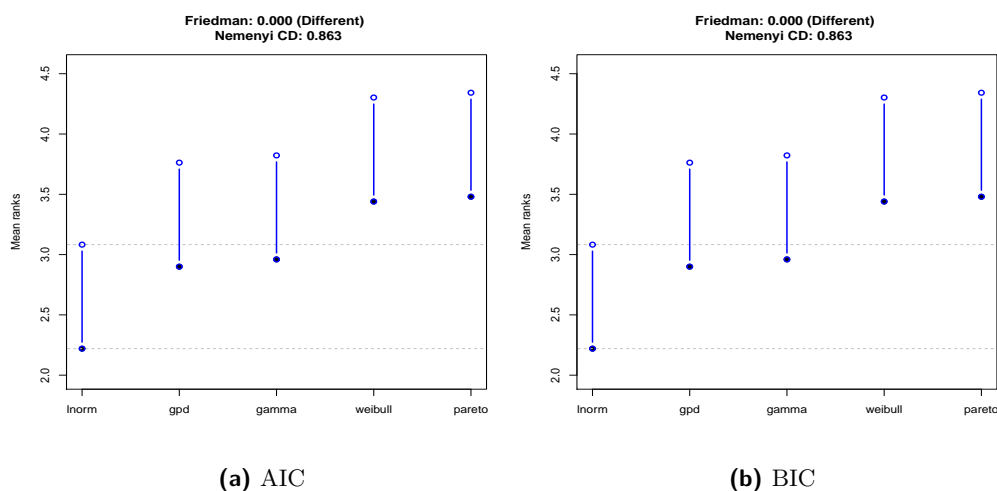 Friedman: 0.000 (Different)
Nemenyi CD: 0.863
Mean ranks
4.5
4.0
3.5
3.0
2.5
2.0
lnorm gpd gamma weibull pareto
(a) AIC
Friedman: 0.000 (Different)
Nemenyi CD: 0.863
Mean ranks
4.5
4.0
3.5
3.0
2.5
2.0
lnorm gpd gamma weibull pareto
(b) BIC